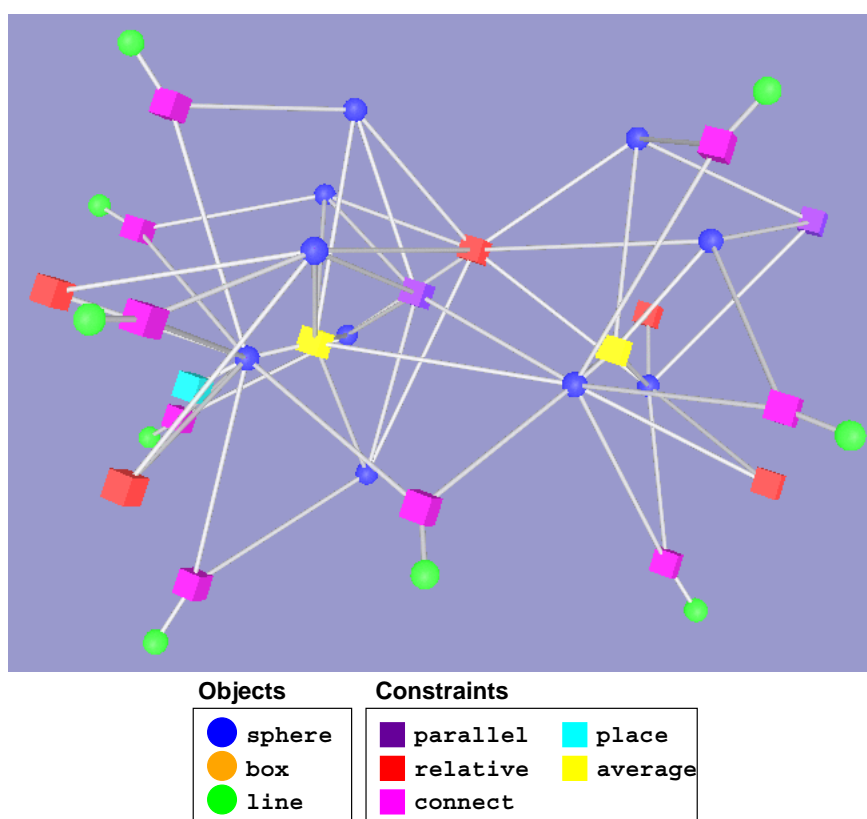 Objects Constraints
sphere parallel place
box relative average
line connect